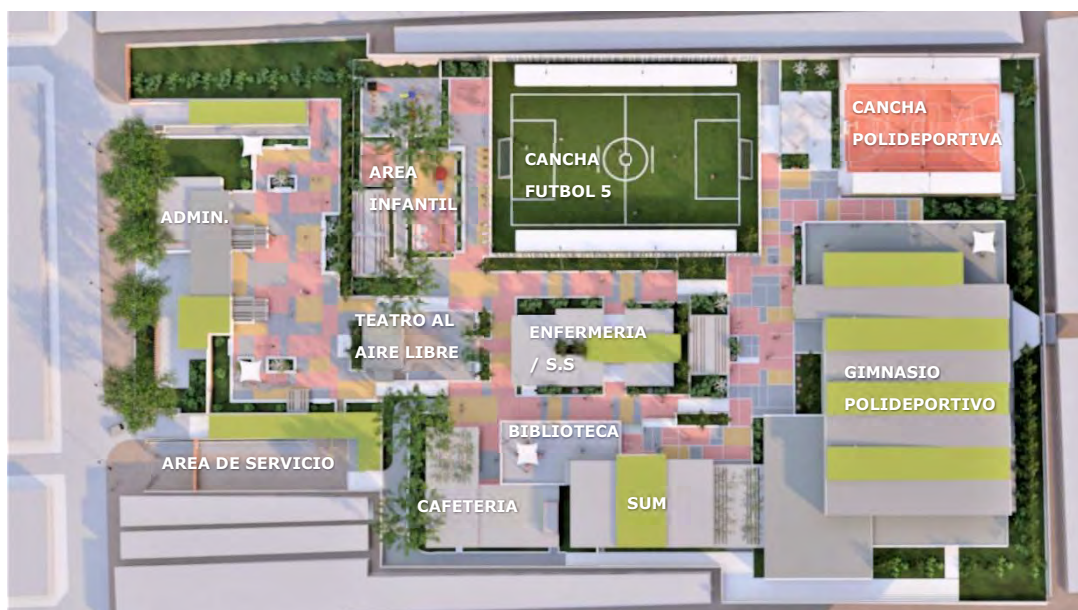 CANCHA
POLIDEPORTIVA
CANCHA
FUTBOL 5
AREA
INFANTIL
ADMIN.
TEATRO AL
AIRE LIBRE
ENFERMERIA
/ S.S
GIMNASIO
POLIDEPORTIVO
BIBLIOTECA
AREA DE SERVICIO
CAFETERIA
SUM